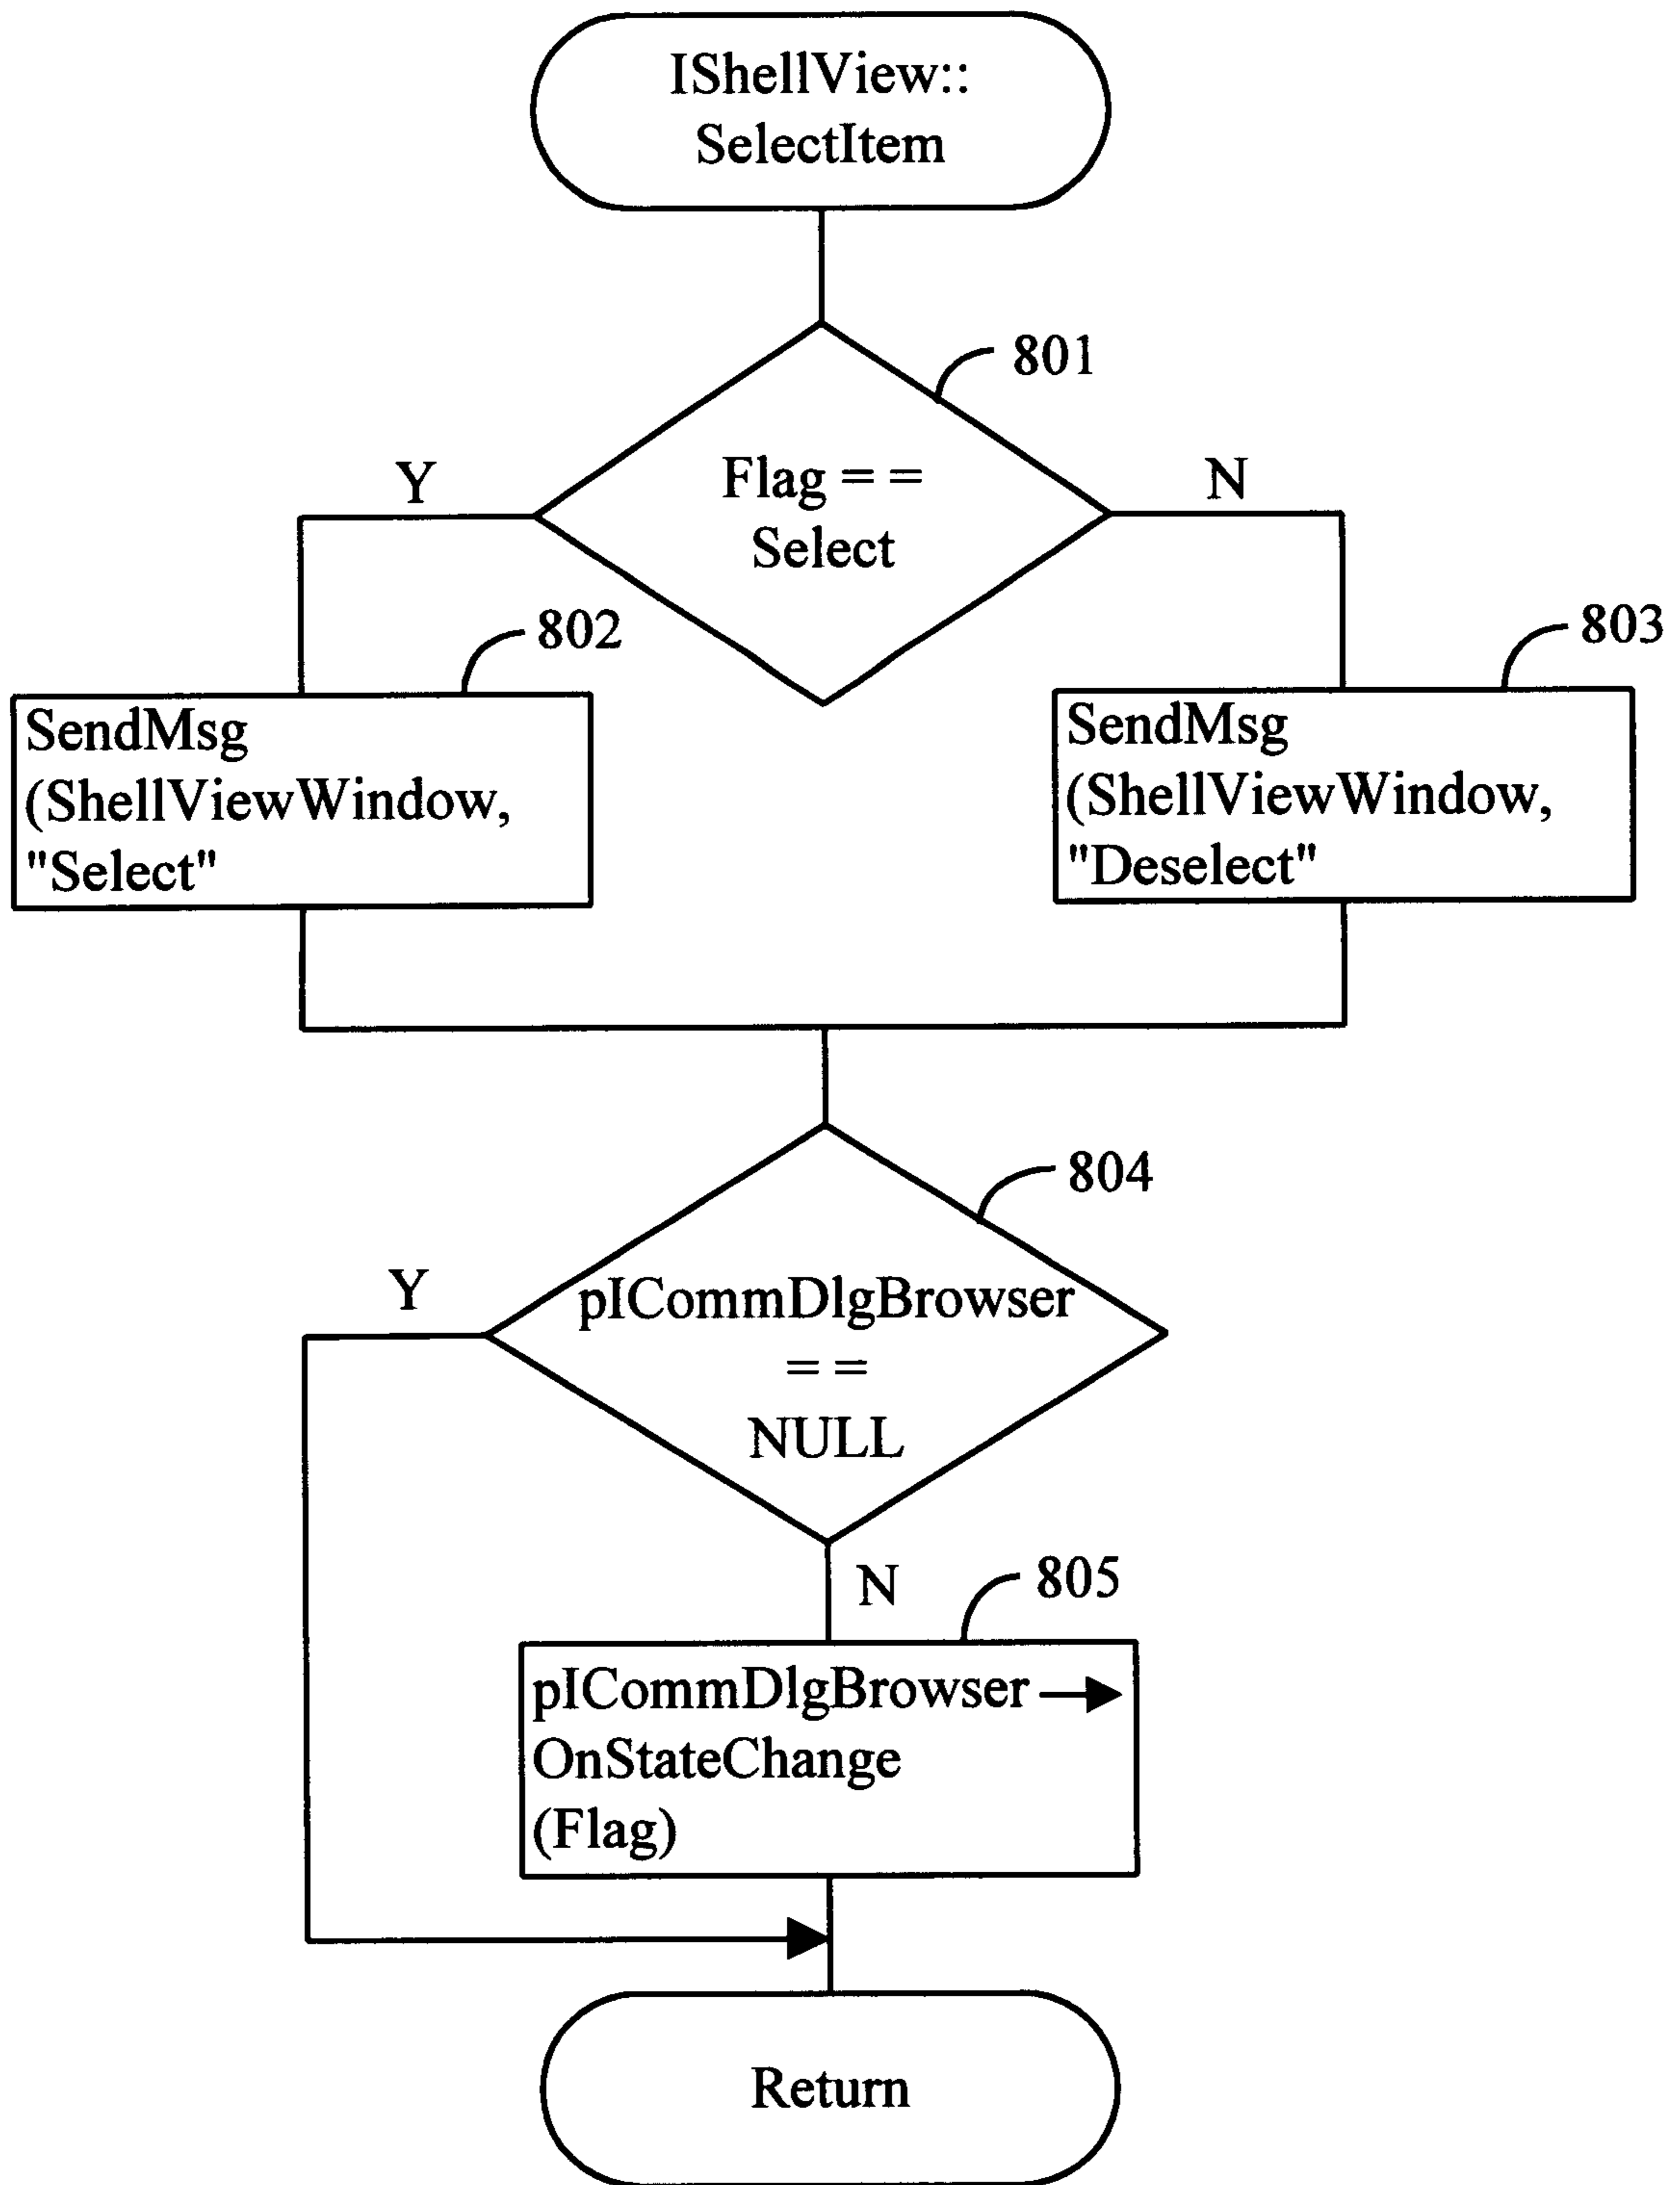 IShellView::
SelectItem
801
Flag = =
Select
Y
N
802
803
SendMsg
(ShellViewWindow,
"Select"
SendMsg
(ShellViewWindow,
"Deselect"
804
Y
pICommDlgBrowser
= =
NULL
N
805
pICommDlgBrowser
OnStateChange
(Flag)
Return